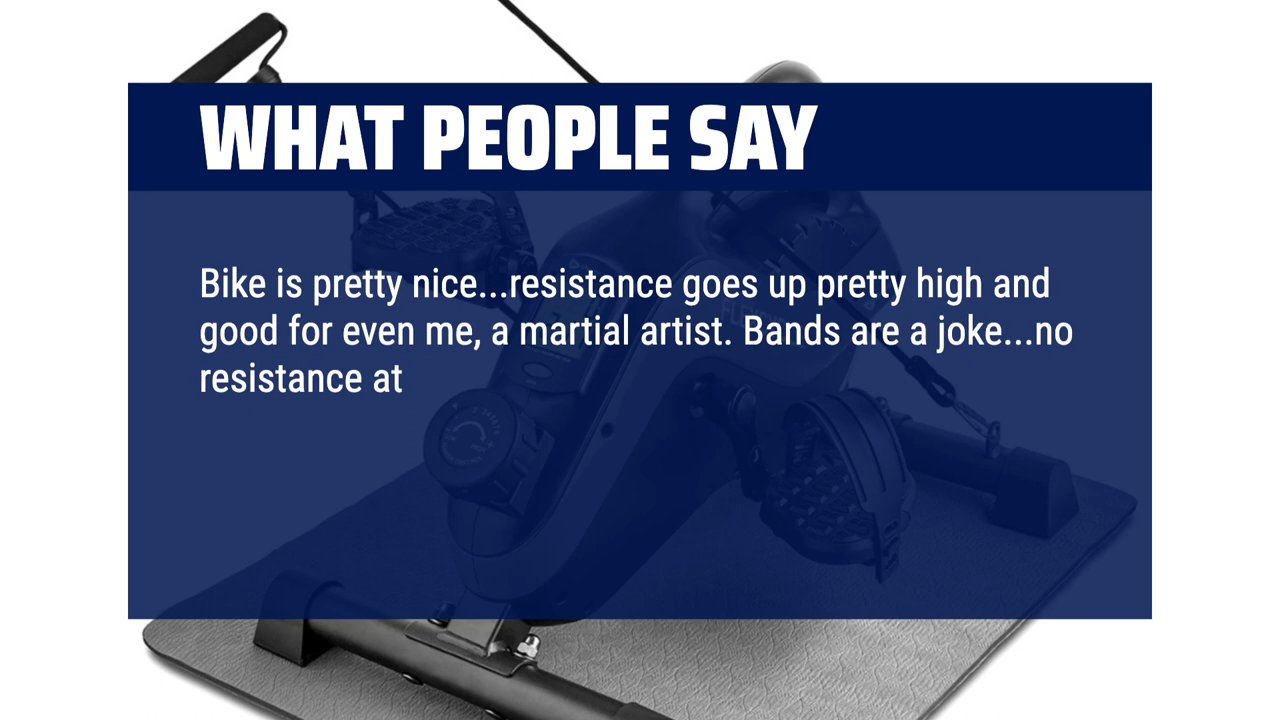 WHAT PEOPLE SAY
Bike is pretty nice...resistance goes up pretty high and
good for even me, a martial artist. Bands are a joke...no
resistance at